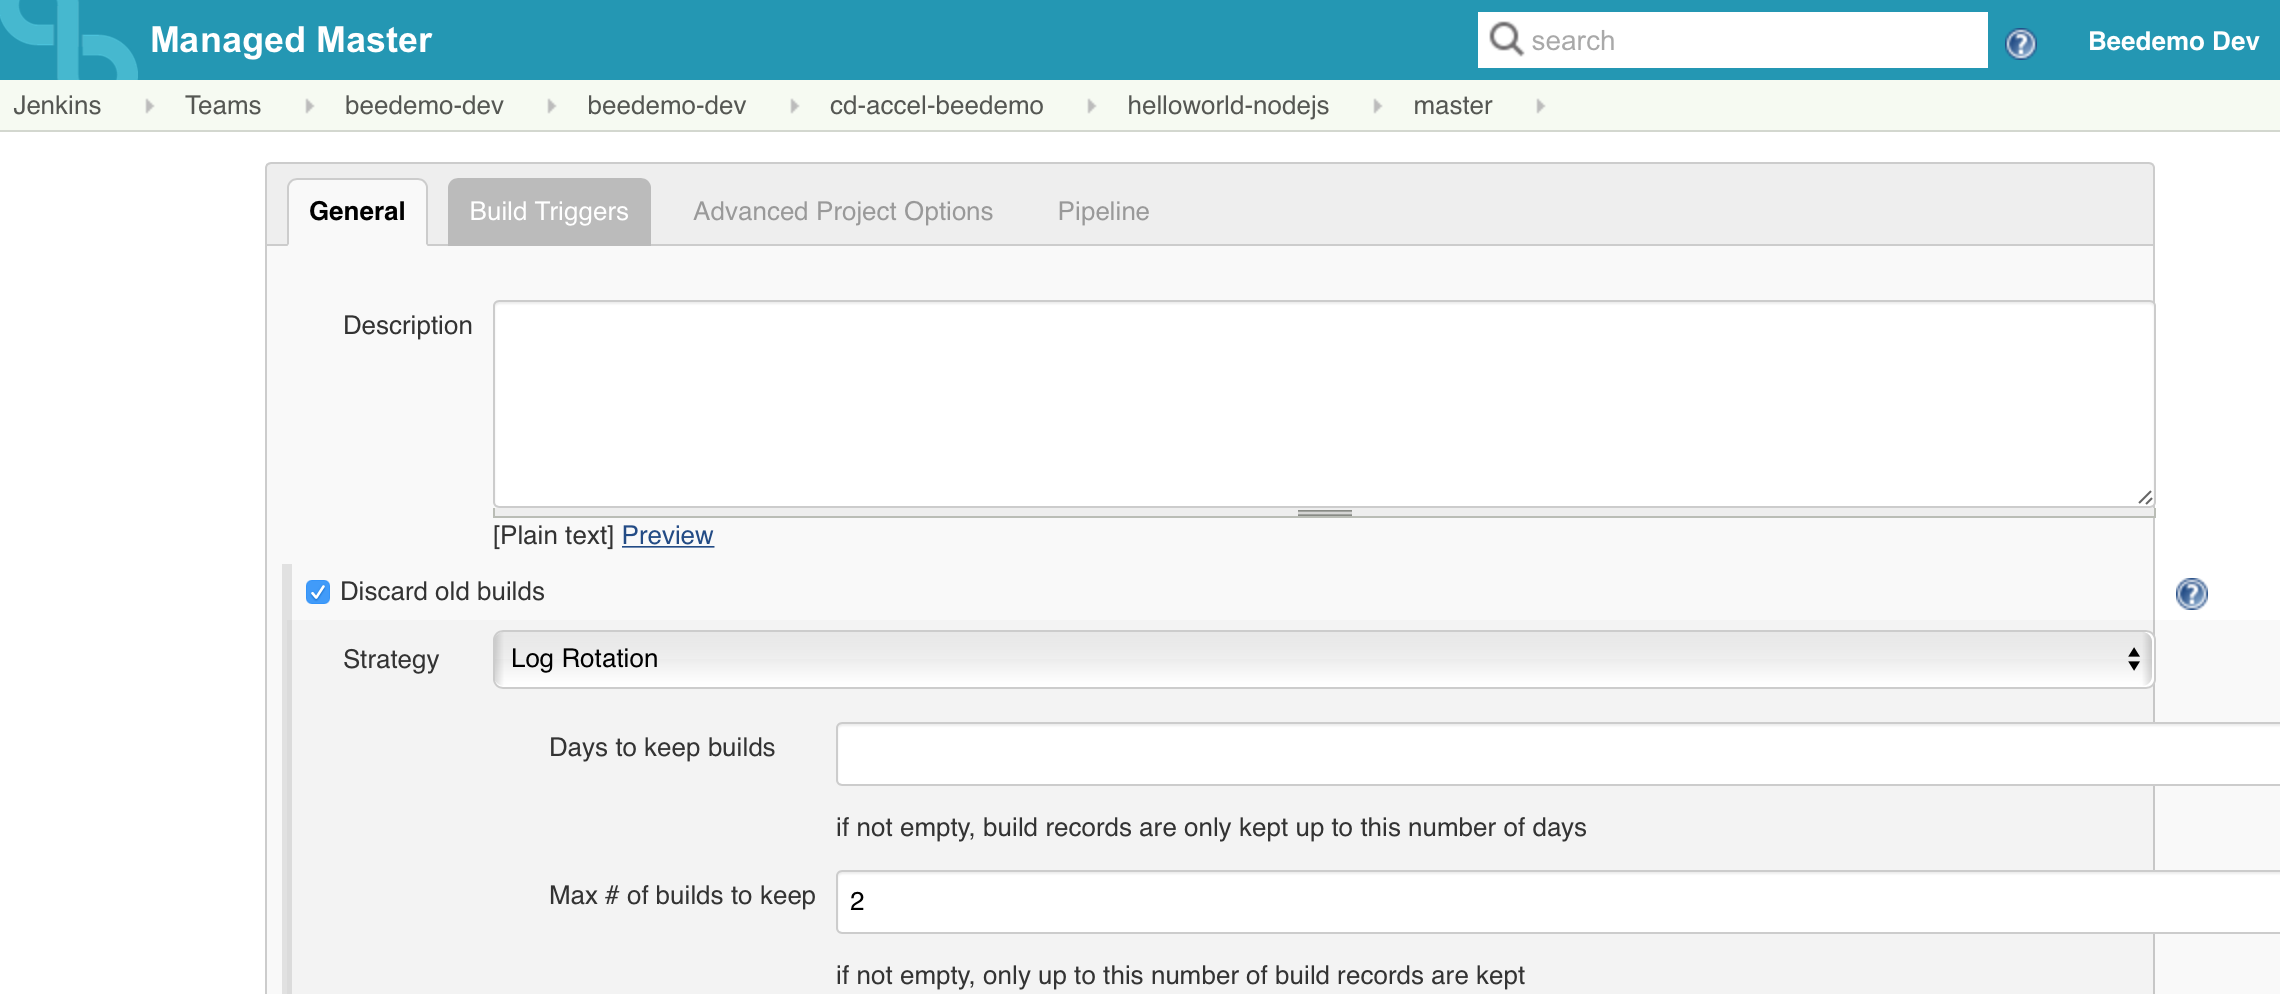 Managed Master
search
Beedemo Dev
Jenkins Teams beedemo-dev beedemo-dev cd-accel-beedemo helloworld-nodejs master
General Build Triggers Advanced Project Options Pipeline
Description
[Plain text] Preview
Discard old builds
Strategy Log Rotation
Days to keep builds
if not empty, build records are only kept up to this number of days
Max # of builds to keep 2
if not empty, only up to this number of build records are kept